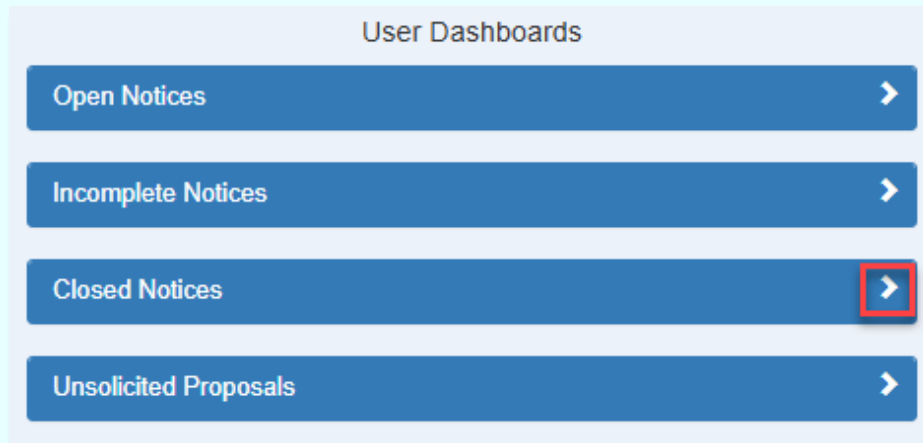 User Dashboards
Open Notices
Incomplete Notices
Closed Notices
Unsolicited Proposals